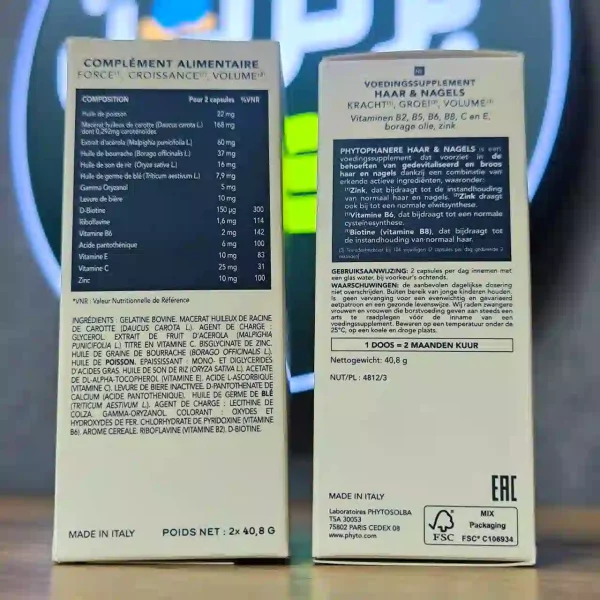 COMPLÉMENT ALIMENTAIRE
FORCE⁽¹⁾, CROISSANCE⁽¹⁾, VOLUME⁽²⁾
COMPOSITION Pour 2 capsules %VNR
Huile de poisson 22 mg
Macérat huileux de carotte (Daucus carota L.) 168 mg
dont 0,292mg caroténoïdes
Extrait d'acérola (Malpighia punicifolia L.) 60 mg
Huile de bourrache (Borago officinalis L.) 37 mg
Huile de son de riz (Oryza sativa L.) 16 mg
Huile de germe de blé (Triticum aestivum L.) 7,9 mg
Gamma Oryzanol 5 mg
Levure de bière 10 mg
D-Biotine 150 µg 300
Riboflavine 1,6 mg 114
Vitamine B6 2 mg 142
Acide pantothénique 6 mg 100
Vitamine E 10 mg 83
Vitamine C 25 mg 31
Zinc 10 mg 100
*VNR : Valeur Nutritionnelle de Référence
INGRÉDIENTS : GELATINE BOVINE. MACERAT HUILEUX DE RACINE
DE CAROTTE (DAUCUS CAROTA L.). AGENT DE CHARGE :
GLYCEROL. EXTRAIT DE FRUIT D'ACEROLA (MALPIGHIA
PUNICIFOLIA L.) TITRE EN VITAMINE C. BISGLYCINATE DE ZINC.
HUILE DE GRAINE DE BOURRACHE (BORAGO OFFICINALIS L.).
HUILE DE POISSON. EPAISSISSANT : MONO- ET DIGLYCERIDES
D'ACIDES GRAS. HUILE DE SON DE RIZ (ORYZA SATIVA L.). ACETATE
DE DL-ALPHA-TOCOPHEROL (VITAMINE E). ACIDE L-ASCORBIQUE
(VITAMINE C). LEVURE DE BIERE INACTIVEE. D-PANTOTHENATE DE
CALCIUM (ACIDE PANTOTHENIQUE). HUILE DE GERME DE BLÉ
(TRITICUM AESTIVUM L.). AGENT DE CHARGE : LECITHINE DE
COLZA. GAMMA-ORYZANOL. COLORANT : OXYDES ET
HYDROXYDES DE FER. CHLORHYDRATE DE PYRIDOXINE (VITAMINE
B6). AROME CEREALE. RIBOFLAVINE (VITAMINE B2). D-BIOTINE.
MADE IN ITALY POIDS NET : 2x 40,8 G
VOEDINGSSUPPLEMENT
HAAR & NAGELS
KRACHT⁽¹⁾, GROEI⁽²⁾, VOLUME⁽³⁾
Vitaminen B2, B5, B6, B8, C en E,
borage olie, zink
PHYTOPHANERE HAAR & NAGELS is een
voedingssupplement dat voorziet in de
behoeften van gedevitaliseerd en broos
haar en nagels dankzij een combinatie van
erkende actieve ingrediënten, waaronder:
⁽¹⁾Zink, dat bijdraagt tot de instandhouding
van normaal haar en nagels. ⁽²⁾Zink draagt
ook bij tot een normale eiwitsynthese.
⁽¹⁾Vitamine B6, dat bijdraagt tot een normale
cysteinesynthese.
⁽³⁾Biotine (vitamine B8), dat bijdraagt tot
de instandhouding van normaal haar.
GEBRUIKSAANWIJZING: 2 capsules per dag innemen met
een glas water, bij voorkeur's ochtends.
WAARSCHUWINGEN: de aanbevolen dagelijkse dosering
niet overschrijden. Buiten bereik van jonge kinderen houden.
Is geen vervanging voor een evenwichtig en gevarieerd
eetpatroon en een gezonde levenswijze. Wij raden zwangere
vrouwen en vrouwen die borstvoeding geven aan steeds een
arts te raadplegen vóór de inname van een
voedingssupplement. Bewaren op een temperatuur onder de
25°C, op een koele en droge plaats.
1 DOOS = 2 MAANDEN KUUR
Nettogewicht: 40,8 g
NUT/PL : 4812/3
MADE IN ITALY
EAC
Laboratoires PHYTOSOLBA
TSA 30053
75802 PARIS CEDEX 08
www.phyto.com
FSC
MIX
Packaging
FSC® C106934